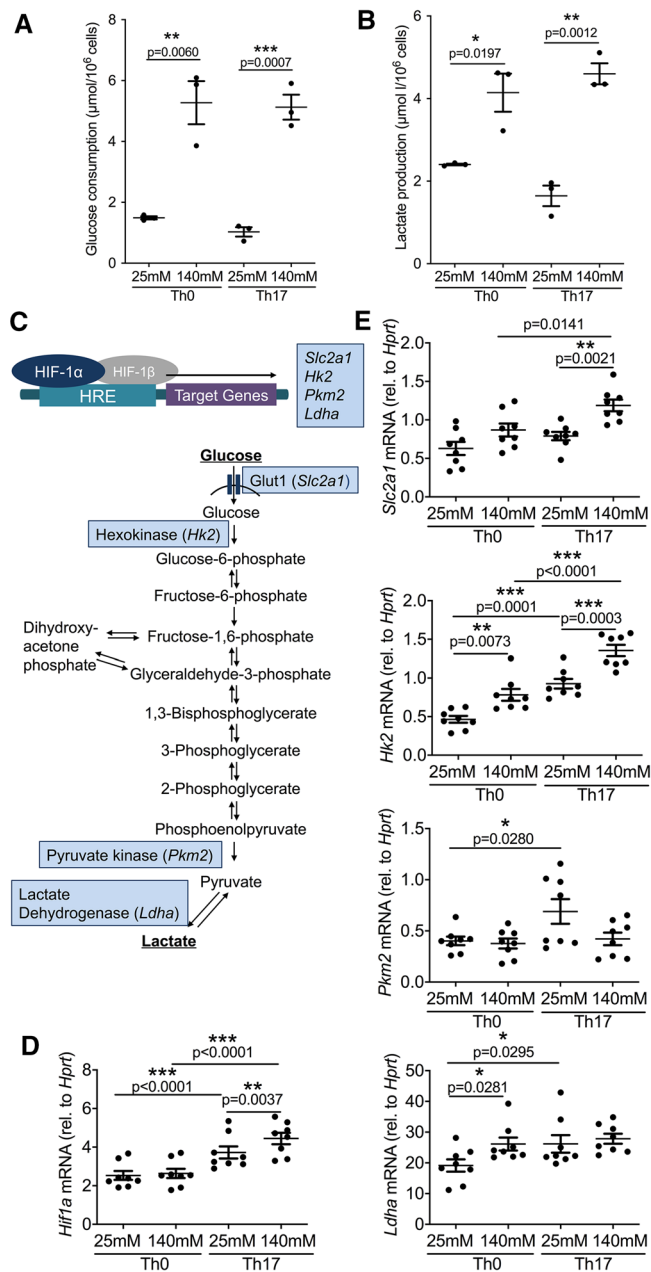 A
Glucose consumption (μmol/10⁶ cells)
8
6
4
2
0
**
p=0.0060
***
p=0.0007
25mM 140mM 25mM 140mM
Th0 Th17
B
Lactate production (μmol l/10⁶ cells)
6
4
2
0
*
p=0.0197
**
p=0.0012
25mM 140mM 25mM 140mM
Th0 Th17
C
HIF-1α HIF-1β
HRE Target Genes
Slc2a1
Hk2
Pkm2
Ldha
Glucose
Glut1 (Slc2a1)
Glucose
Hexokinase (Hk2)
Glucose-6-phosphate
Fructose-6-phosphate
Dihydroxy-
acetone
phosphate
Fructose-1,6-phosphate
Glyceraldehyde-3-phosphate
1,3-Bisphosphoglycerate
3-Phosphoglycerate
2-Phosphoglycerate
Phosphoenolpyruvate
Pyruvate kinase (Pkm2)
Pyruvate
Lactate
Dehydrogenase (Ldha)
Lactate
D
Hif1a mRNA (rel. to Hprt)
8
6
4
2
0
***
p<0.0001
***
p<0.0001
**
p=0.0037
25mM 140mM 25mM 140mM
Th0 Th17
E
Slc2a1 mRNA (rel. to Hprt)
2.0
1.5
1.0
0.5
0.0
p=0.0141
**
p=0.0021
25mM 140mM 25mM 140mM
Th0 Th17
Hk2 mRNA (rel. to Hprt)
2.0
1.5
1.0
0.5
0.0
***
p<0.0001
***
p=0.0001
***
p=0.0003
**
p=0.0073
25mM 140mM 25mM 140mM
Th0 Th17
Pkm2 mRNA (rel. to Hprt)
1.5
1.0
0.5
0.0
*
p=0.0280
25mM 140mM 25mM 140mM
Th0 Th17
Ldha mRNA (rel. to Hprt)
50
40
30
20
10
0
*
p=0.0295
*
p=0.0281
25mM 140mM 25mM 140mM
Th0 Th17